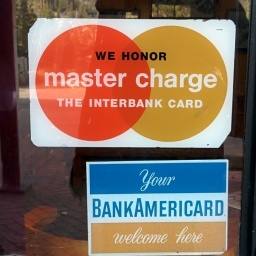 WE HONOR
master charge
THE INTERBANK CARD
Your
BANKAMERICARD
welcome here